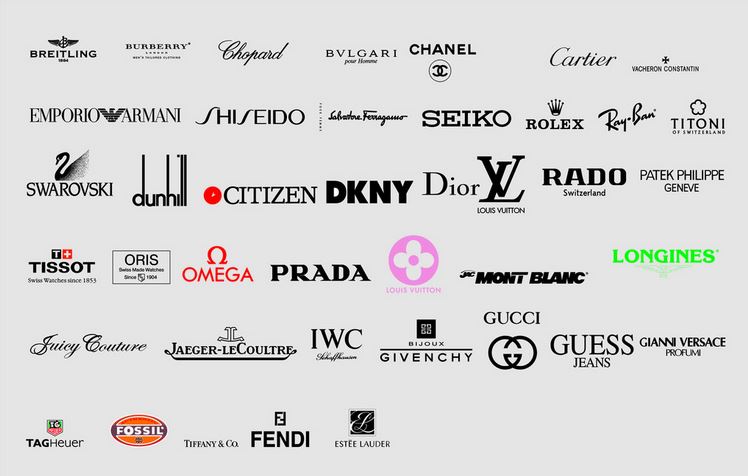 BREITLING
1884
BURBERRY®
LONDON
MEN'S TAILORED CLOTHING
Chopard
BVLGARI
pour Homme
CHANEL
Cartier
VACHERON CONSTANTIN
EMPORIO ARMANI
SHISEIDO
Salvatore Ferragamo
SEIKO
ROLEX
Ray-Ban®
TITONI
OF SWITZERLAND
SWAROVSKI
dunhill
CITIZEN
DKNY
Dior
LV
LOUIS VUITTON
RADO
Switzerland
PATEK PHILIPPE
GENEVE
T+
TISSOT
Swiss Watches since 1853
ORIS
Swiss Made Watches
Since 1904
Ω
OMEGA
PRADA
LOUIS VUITTON
MONT BLANC®
LONGINES®
Juicy Couture
JAEGER-LECOULTRE
IWC
Schaffhausen
BIJOUX
GIVENCHY
GUCCI
GUESS
JEANS
GIANNI VERSACE
PROFUMI
TAG
TAGHeuer
FOSSIL
TIFFANY & CO.
FENDI
ESTĒE LAUDER